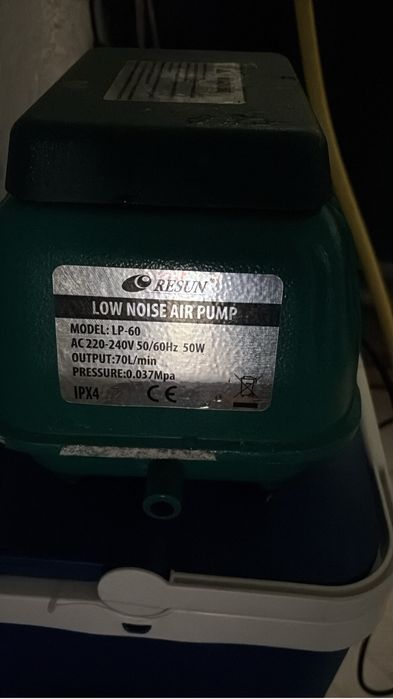 RESUN
LOW NOISE AIR PUMP
MODEL: LP-60
AC 220-240V 50/60Hz 50W
OUTPUT:70L/min
PRESSURE:0.037Mpa
IPX4 CE